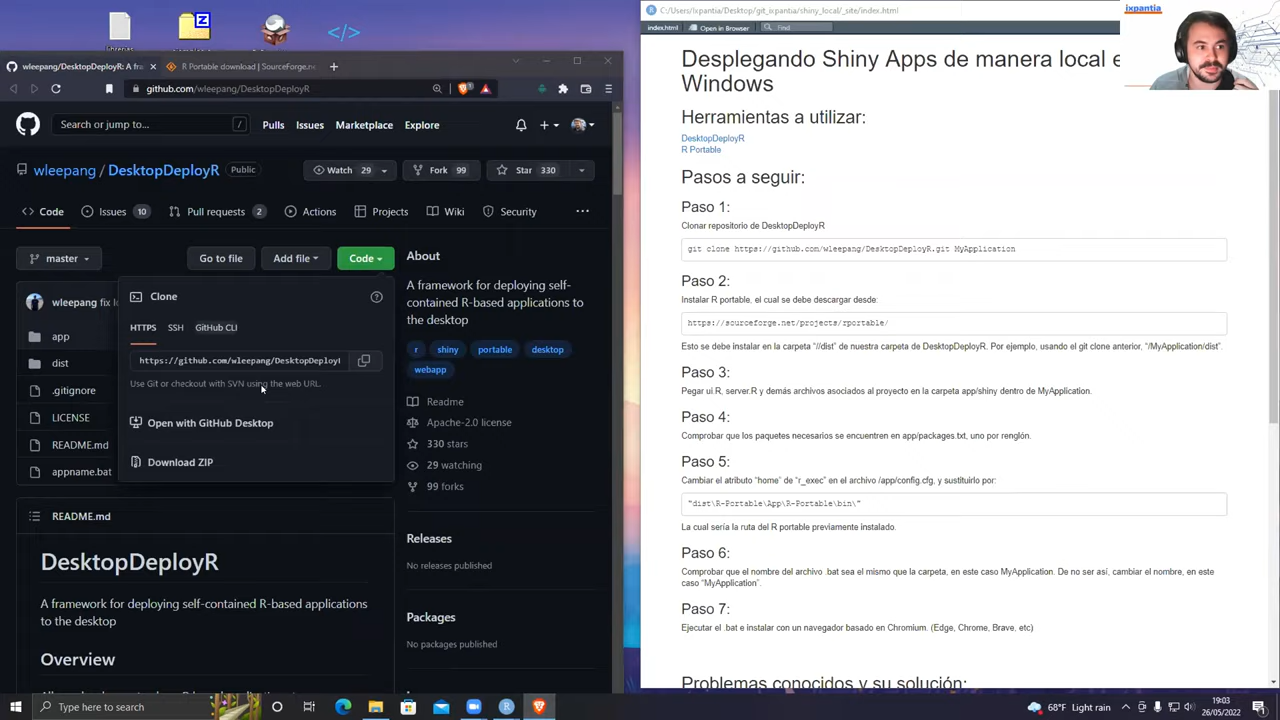 Z
DesktopDeployR/app at
R Portable download |
github.com/wleepang/DesktopDeployR
Pulls Issues Marketplace Explore
wleepang / DesktopDeployR
Public
Watch 29
Fork 99
Star 330
Code
Issues 10
Pull requests 2
Go to file
Add file
Code
wleepang fix iss
app
dist
LICENSE
README.md
appname.bat
Clone
HTTPS SSH GitHub CLI
https://github.com/wleepang/DesktopDeployl
Use Git or checkout with SVN using the web URL.
Open with GitHub Desktop
Download ZIP
README.md
DesktopDeployR
A framework for deploying self-contained R-based applications
to the desktop
Overview
About
A framework for deploying self-
contained R-based applications to
the desktop
r shiny portable desktop
webapp
Readme
Apache-2.0 license
330 stars
29 watching
99 forks
Releases
No releases published
Packages
No packages published
C:/Users/Ixpantia/Desktop/git_ixpantia/shiny_local/_site/index.html
index.html Open in Browser Find
Desplegando Shiny Apps de manera local e
Windows
Herramientas a utilizar:
DesktopDeployR
R Portable
Pasos a seguir:
Paso 1:
Clonar repositorio de DesktopDeployR
git clone https://github.com/wleepang/DesktopDeployR.git MyApplication
Paso 2:
Instalar R portable, el cual se debe descargar desde:
https://sourceforge.net/projects/rportable/
Esto se debe instalar en la carpeta “//dist” de nuestra carpeta de DesktopDeployR. Por ejemplo, usando el git clone anterior, “/MyApplication/dist”.
Paso 3:
Pegar ui.R, server.R y demás archivos asociados al proyecto en la carpeta app/shiny dentro de MyApplication.
Paso 4:
Comprobar que los paquetes necesarios se encuentren en app/packages.txt, uno por renglón.
Paso 5:
Cambiar el atributo “home” de “r_exec” en el archivo /app/config.cfg, y sustituirlo por:
"dist\R-Portable\App\R-Portable\bin\"
La cual sería la ruta del R portable previamente instalado.
Paso 6:
Comprobar que el nombre del archivo .bat sea el mismo que la carpeta, en este caso MyApplication. De no ser así, cambiar el nombre, en este
caso “MyApplication”.
Paso 7:
Ejecutar el .bat e instalar con un navegador basado en Chromium. (Edge, Chrome, Brave, etc)
Problemas conocidos y su solución:
ixpantia
Type here to search
68°F Light rain
19:03
26/05/2022